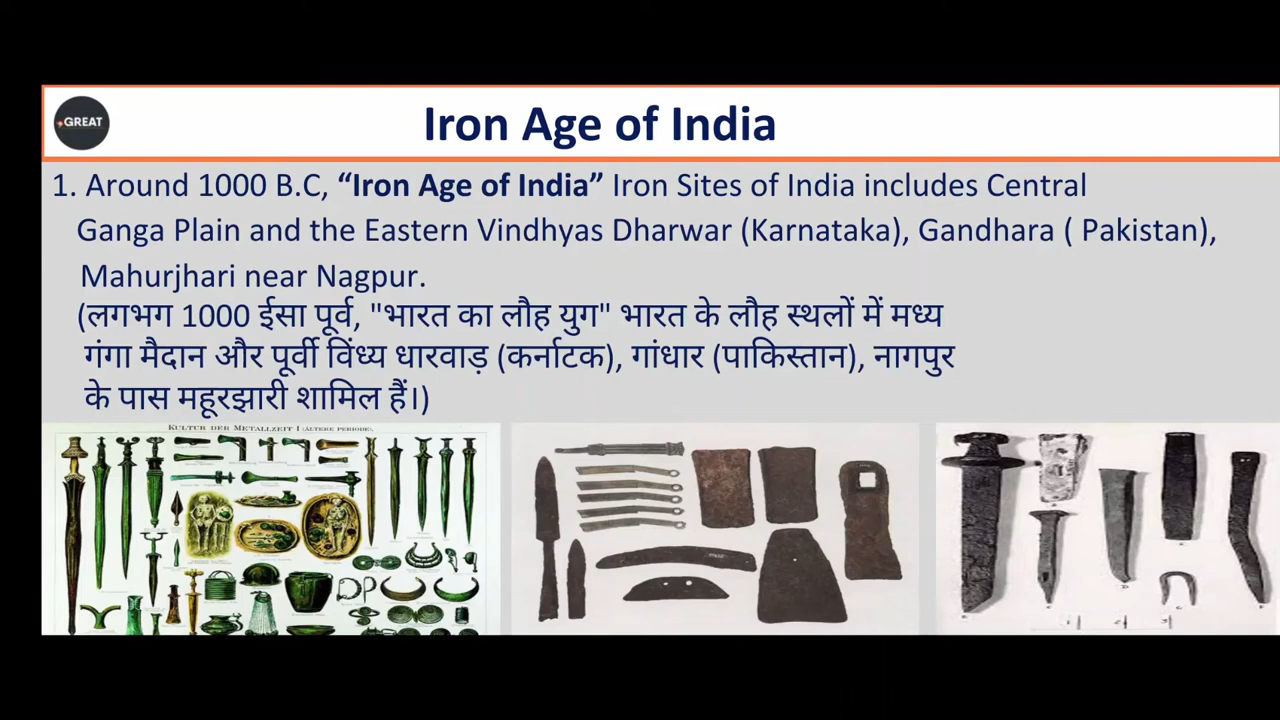 GREAT
Iron Age of India
1. Around 1000 B.C, “Iron Age of India” Iron Sites of India includes Central
Ganga Plain and the Eastern Vindhyas Dharwar (Karnataka), Gandhara ( Pakistan),
Mahurjhari near Nagpur.
(लगभग 1000 ईसा पूर्व, "भारत का लौह युग" भारत के लौह स्थलों में मध्य
गंगा मैदान और पूर्वी विंध्य धारवाड़ (कर्नाटक), गांधार (पाकिस्तान), नागपुर
के पास महूरझारी शामिल हैं।)
KULTUR DER METALLZEIT I (ÄLTERE PERIODE).